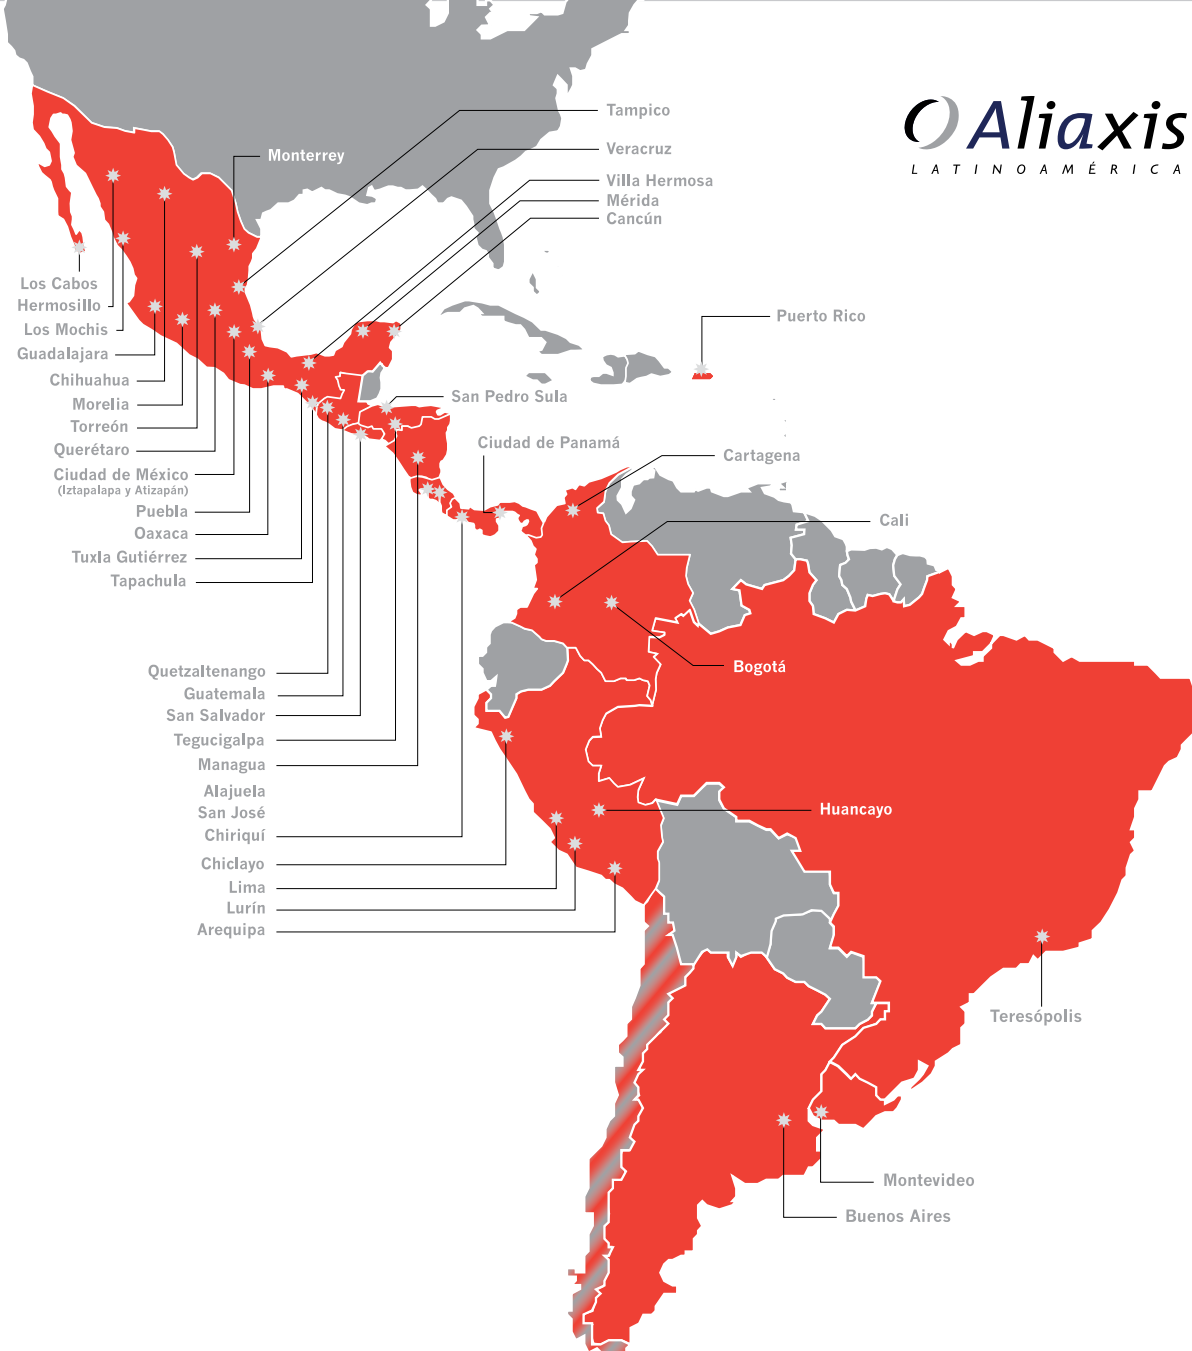 Aliaxis
LATINOAMÉRICA
Tampico
Veracruz
Monterrey
Villa Hermosa
Mérida
Cancún
Los Cabos
Hermosillo
Los Mochis
Guadalajara
Chihuahua
Morelia
Torreón
Querétaro
Ciudad de México
(Iztapalapa y Atizapán)
Puebla
Oaxaca
Tuxla Gutiérrez
Tapachula
Puerto Rico
San Pedro Sula
Ciudad de Panamá
Cartagena
Cali
Bogotá
Quetzaltenango
Guatemala
San Salvador
Tegucigalpa
Managua
Alajuela
San José
Chiriquí
Chiclayo
Lima
Lurín
Arequipa
Huancayo
Teresópolis
Montevideo
Buenos Aires